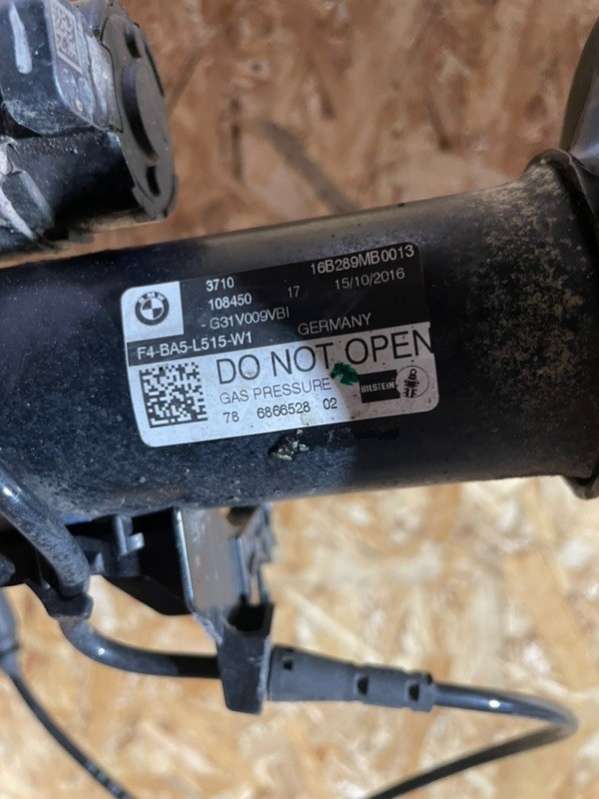 BMW
3710 16B289MB0013
108450 17 15/10/2016
- G31V009VBI
F4-BA5-L515-W1 GERMANY
DO NOT OPEN
GAS PRESSURE BILSTEIN
78 6866528 02